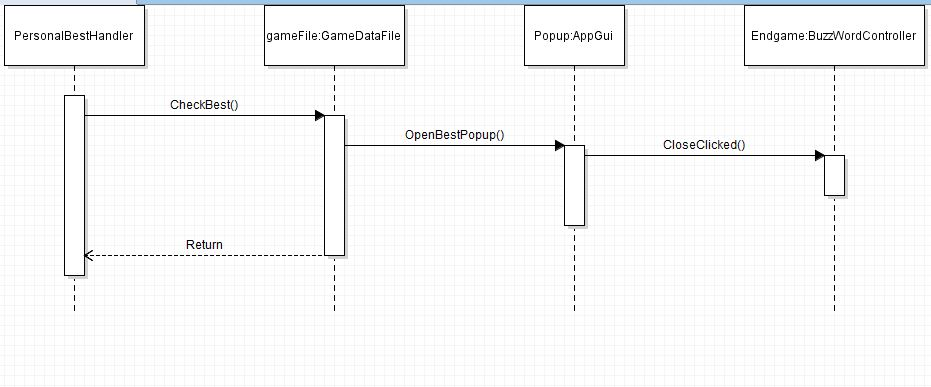 PersonalBestHandler
gameFile:GameDataFile
Popup:AppGui
Endgame:BuzzWordController
CheckBest()
OpenBestPopup()
CloseClicked()
Return